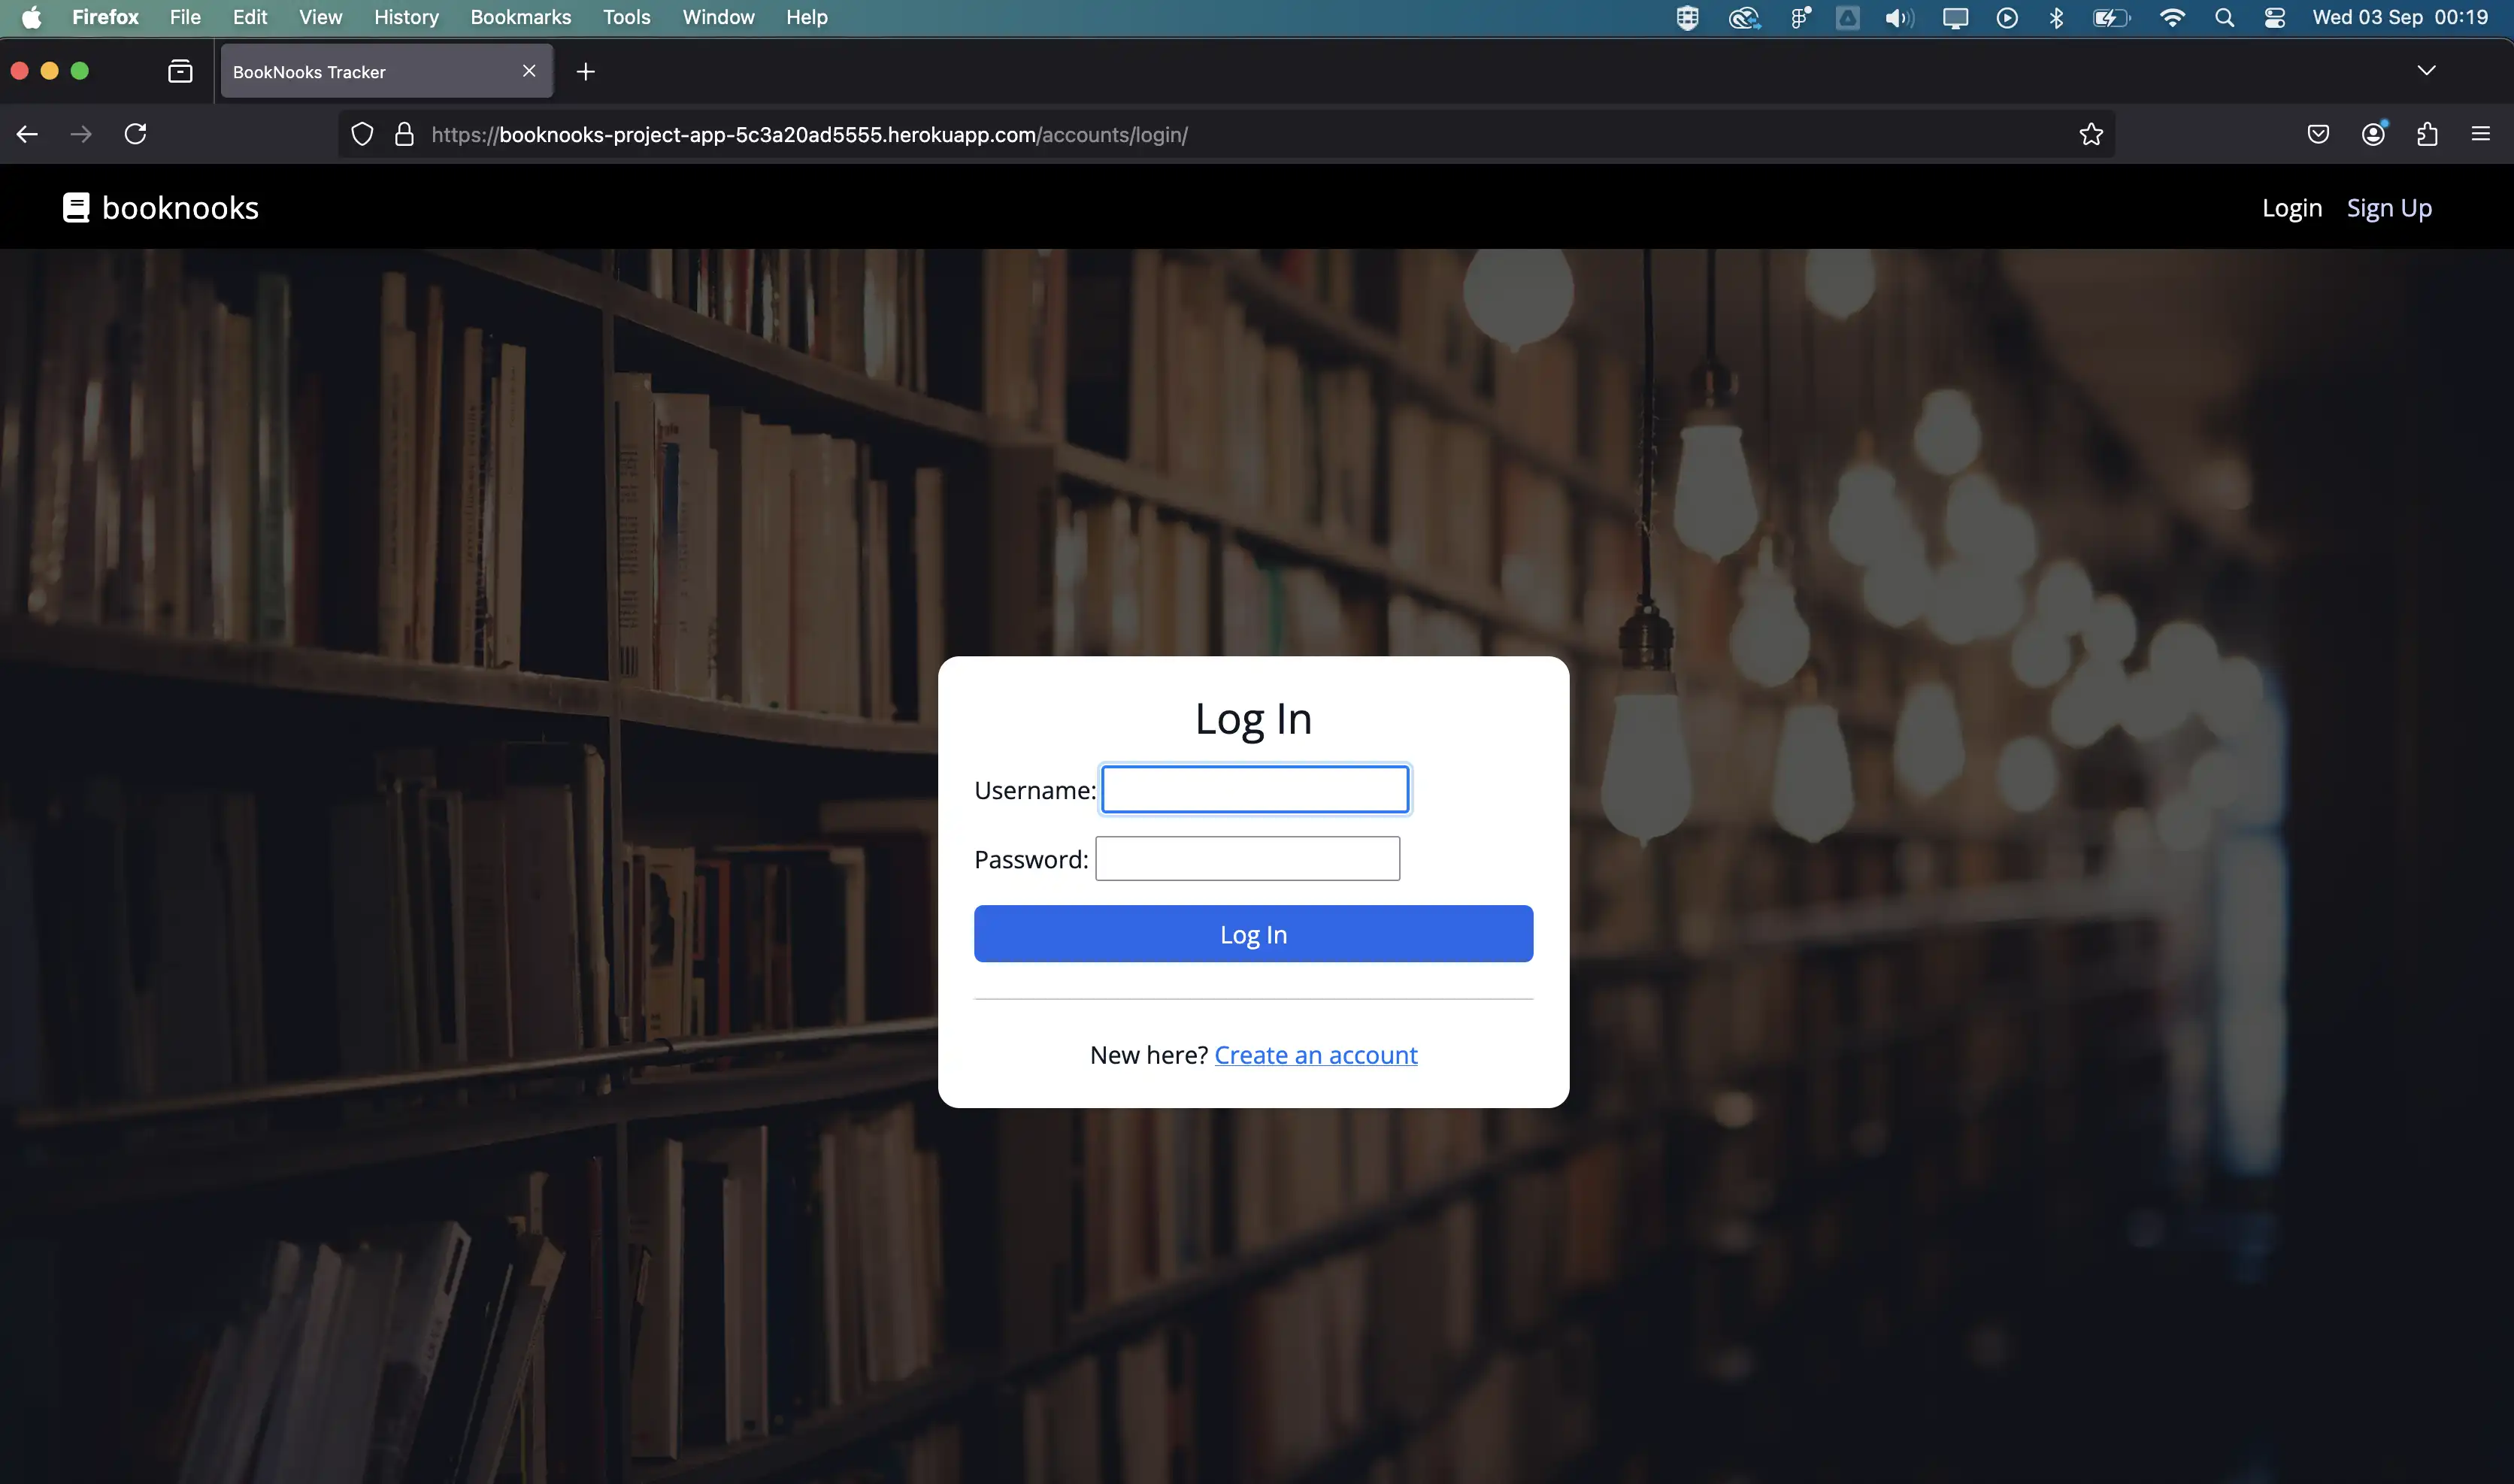 Firefox File Edit View History Bookmarks Tools Window Help Wed 03 Sep 00:19
BookNooks Tracker
https://booknooks-project-app-5c3a20ad5555.herokuapp.com/accounts/login/
booknooks Login Sign Up
Log In
Username:
Password:
Log In
New here? Create an account